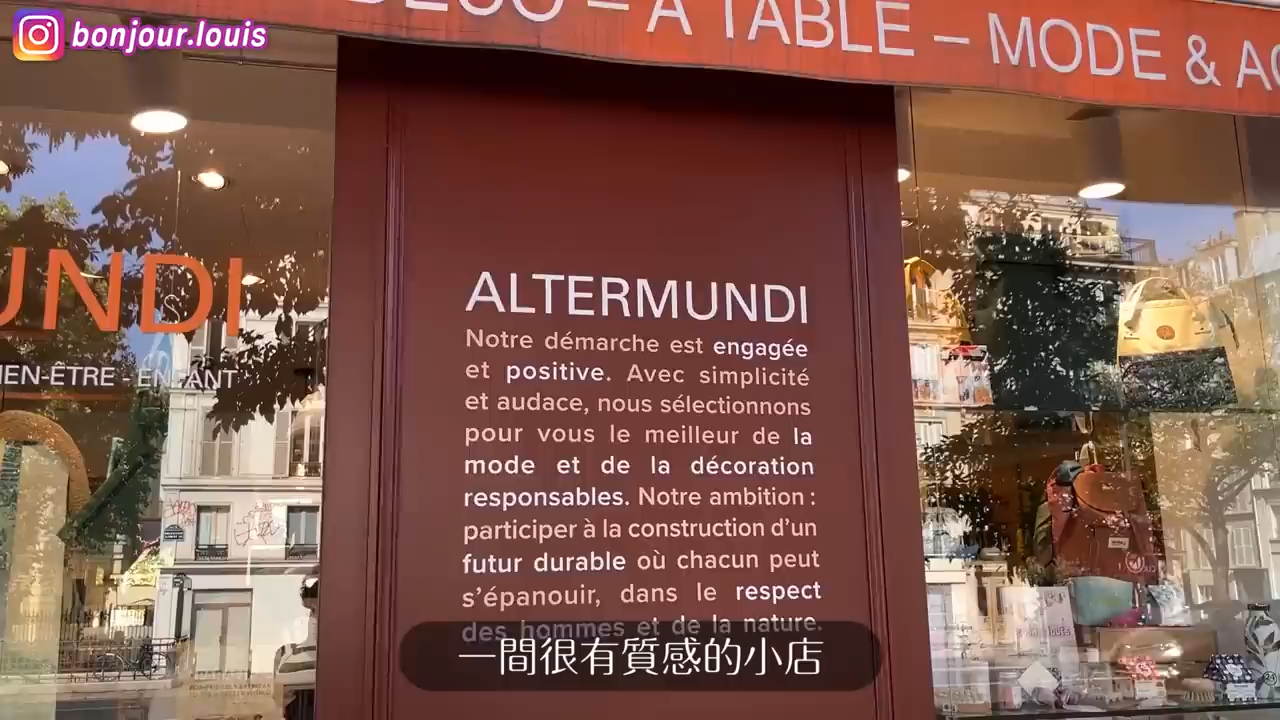 bonjour.louis
DÉCO – À TABLE – MODE &
UNDI
IEN-ÊTRE - ENFANT
ALTERMUNDI
Notre démarche est engagée
et positive. Avec simplicité
et audace, nous sélectionnons
pour vous le meilleur de la
mode et de la décoration
responsables. Notre ambition :
participer à la construction d’un
futur durable où chacun peut
s’épanouir, dans le respect
des hommes et de la nature.
一間很有質感的小店